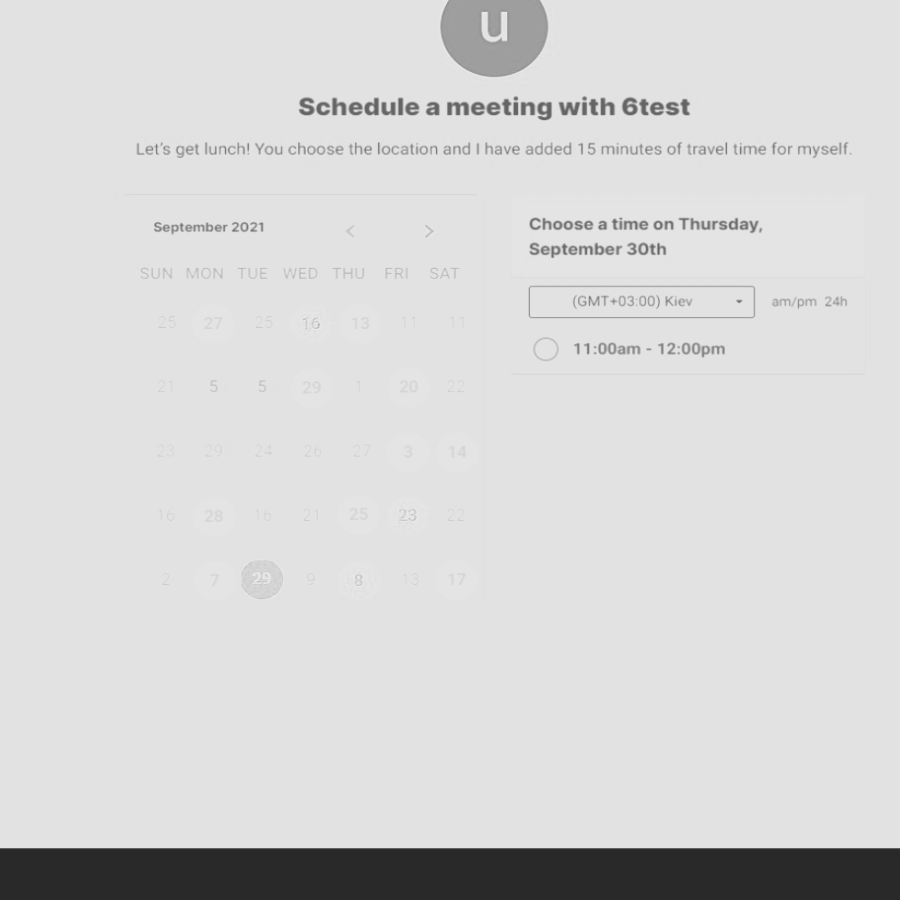 u
Schedule a meeting with 6test
Let's get lunch! You choose the location and I have added 15 minutes of travel time for myself.
September 2021 < >
SUN MON TUE WED THU FRI SAT
25 27 25 16 13 11 11
21 5 5 29 1 20 22
23 29 24 26 27 3 14
16 28 16 21 25 23 22
2 7 29 9 8 13 17
Choose a time on Thursday,
September 30th
(GMT+03:00) Kiev am/pm 24h
11:00am - 12:00pm